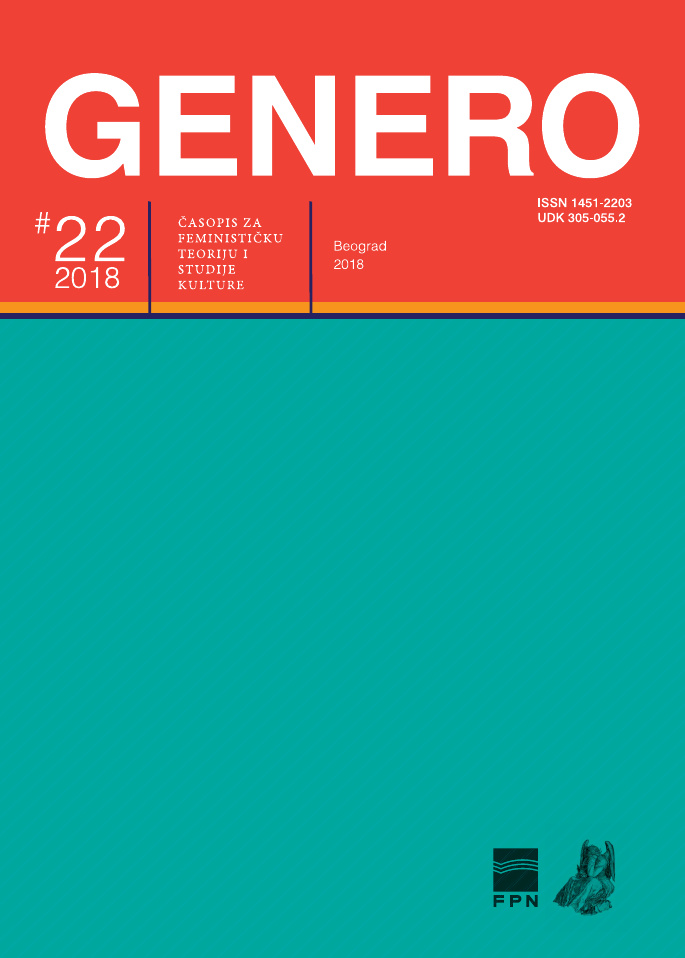 GENERO
ISSN 1451-2203
UDK 305-055.2
#22
2018
ČASOPIS ZA
FEMINISTIČKU
TEORIJU I
STUDIJE
KULTURE
Beograd
2018
FPN